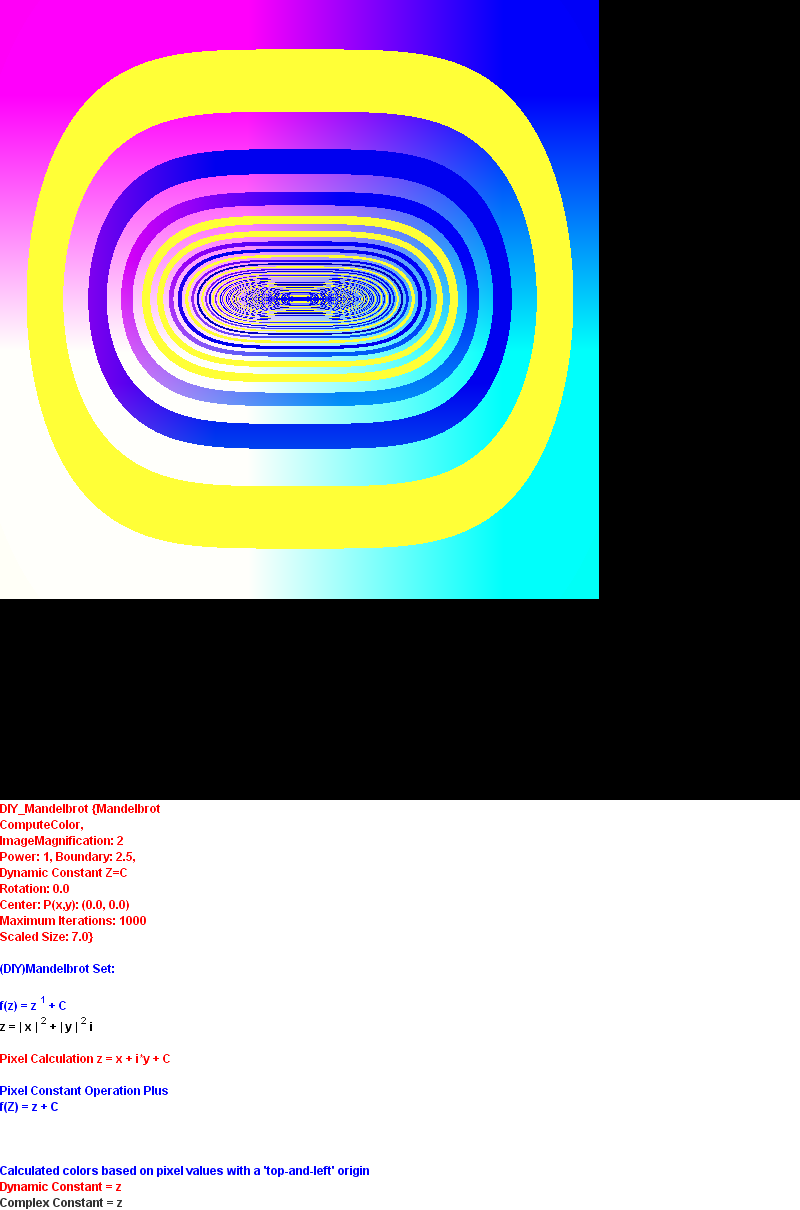 DIY_Mandelbrot {Mandelbrot
ComputeColor,
ImageMagnification: 2
Power: 1, Boundary: 2.5,
Dynamic Constant Z=C
Rotation: 0.0
Center: P(x,y): (0.0, 0.0)
Maximum Iterations: 1000
Scaled Size: 7.0}
(DIY)Mandelbrot Set:
f(z) = z 1 + C
z = | x | 2 + | y | 2 i
Pixel Calculation z = x + i*y + C
Pixel Constant Operation Plus
f(Z) = z + C
Calculated colors based on pixel values with a 'top-and-left' origin
Dynamic Constant = z
Complex Constant = z